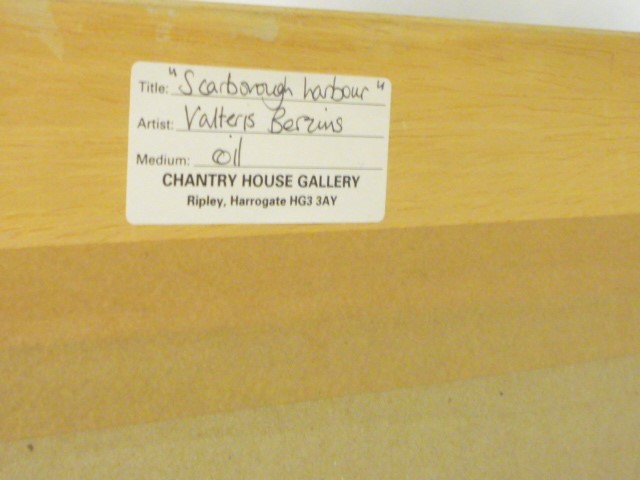 Title: "Scarborough harbour"
Artist: Valteris Berzins
Medium: oil
CHANTRY HOUSE GALLERY
Ripley, Harrogate HG3 3AY